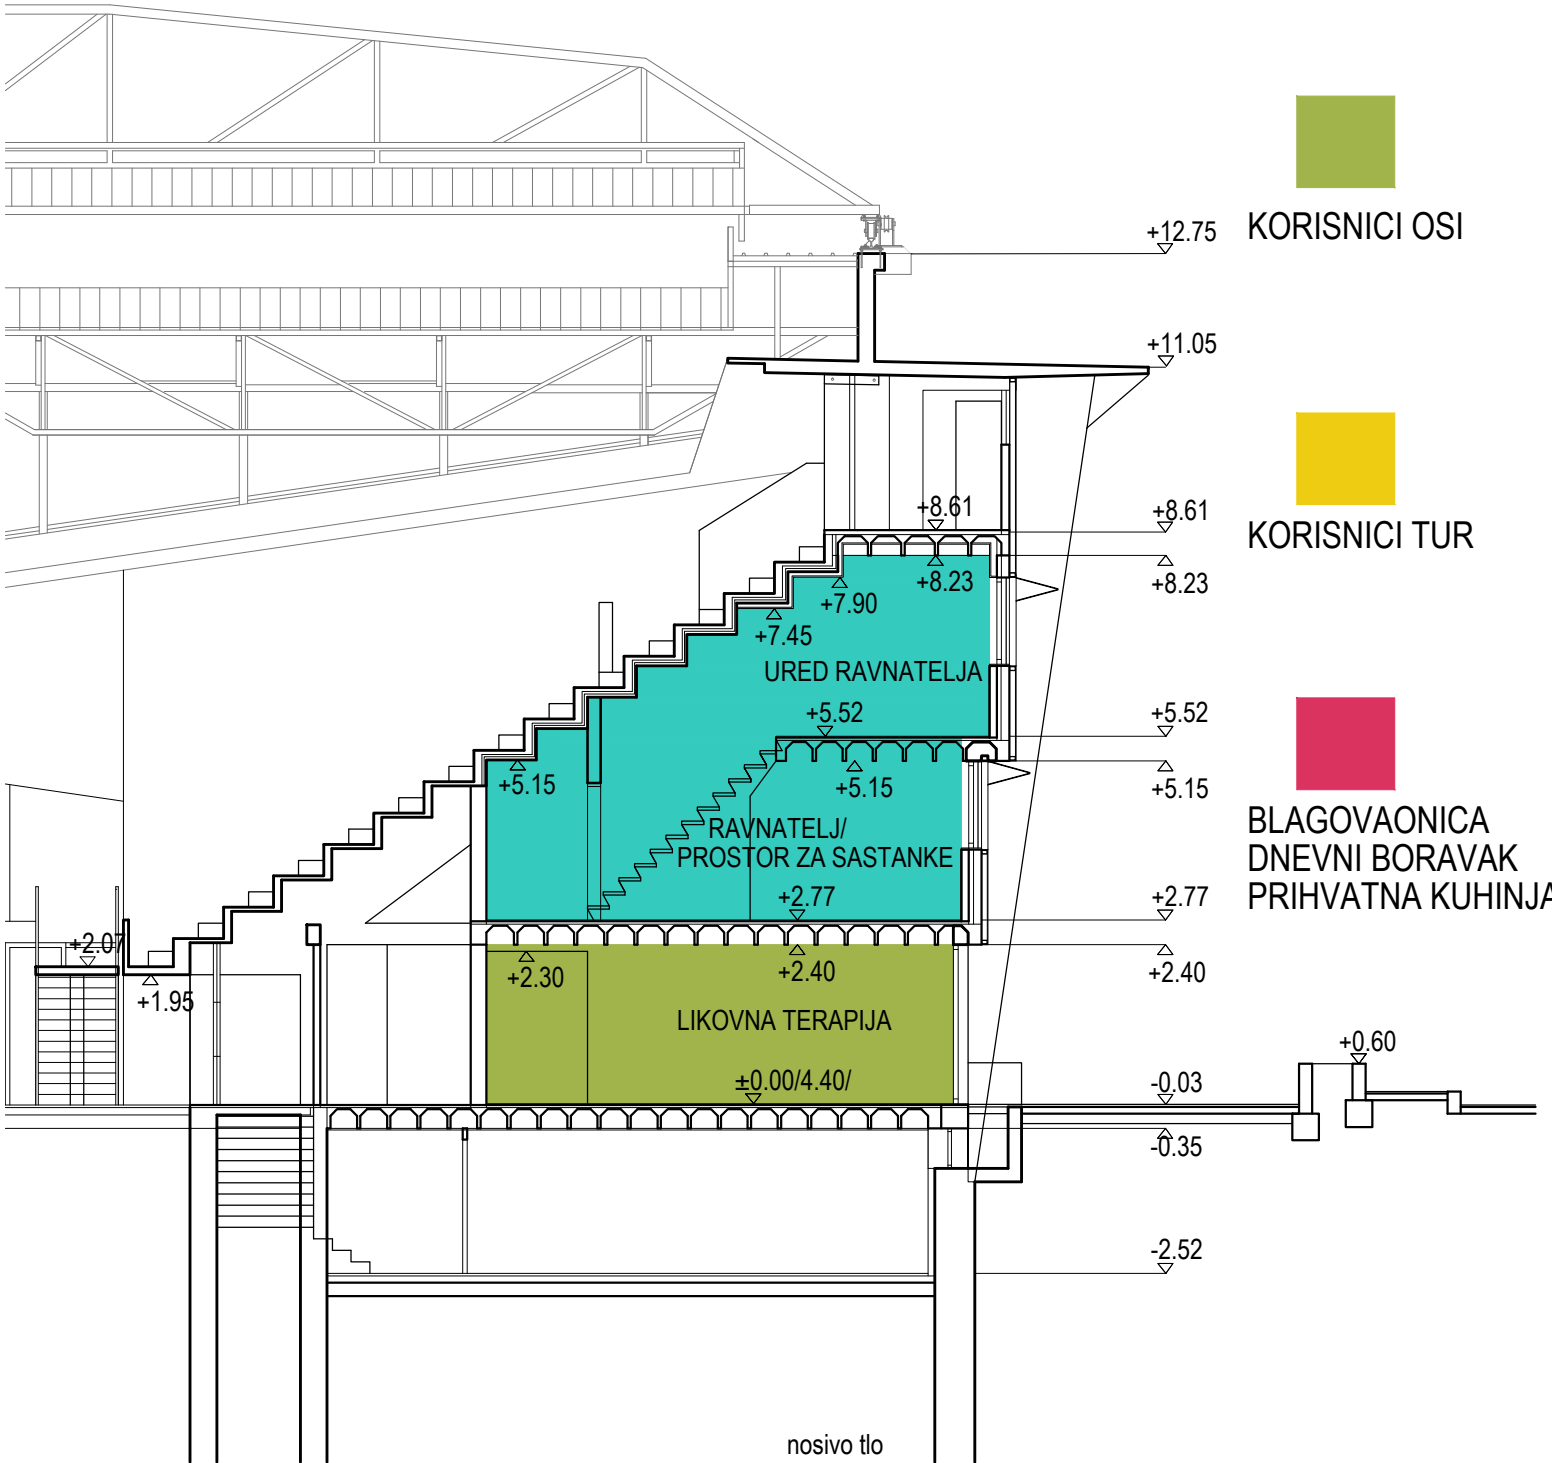 +12.75
KORISNICI OSI
+11.05
+8.61
+8.61
KORISNICI TUR
+8.23
+8.23
+7.90
+7.45
URED RAVNATELJA
+5.52
+5.52
+5.15
+5.15
+5.15
RAVNATELJ/
PROSTOR ZA SASTANKE
BLAGOVAONICA
DNEVNI BORAVAK
PRIHVATNA KUHINJA
+2.77
+2.77
+2.07
+1.95
+2.30
+2.40
+2.40
LIKOVNA TERAPIJA
+0.60
±0.00/4.40/
-0.03
-0.35
-2.52
nosivo tlo